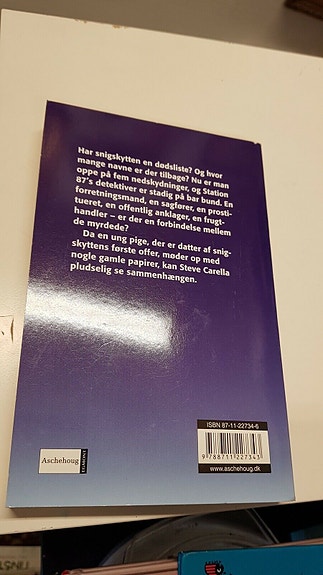 Har snigskytten en dødsliste? Og hvor
mange navne er der tilbage? Nu er man
oppe på fem nedskydninger, og Station
87's detektiver er stadig på bar bund. En
forretningsmand, en sagfører, en prosti-
tueret, en offentlig anklager, en frugt-
handler – er der en forbindelse mellem
de myrdede?
Da en ung pige, der er datter af snig-
skyttens første offer, møder op med
nogle gamle papirer, kan Steve Carella
pludselig se sammenhængen.
ISBN 87-11-22734-6
9 788711 227343
www.aschehoug.dk
Aschehoug
EGMONT